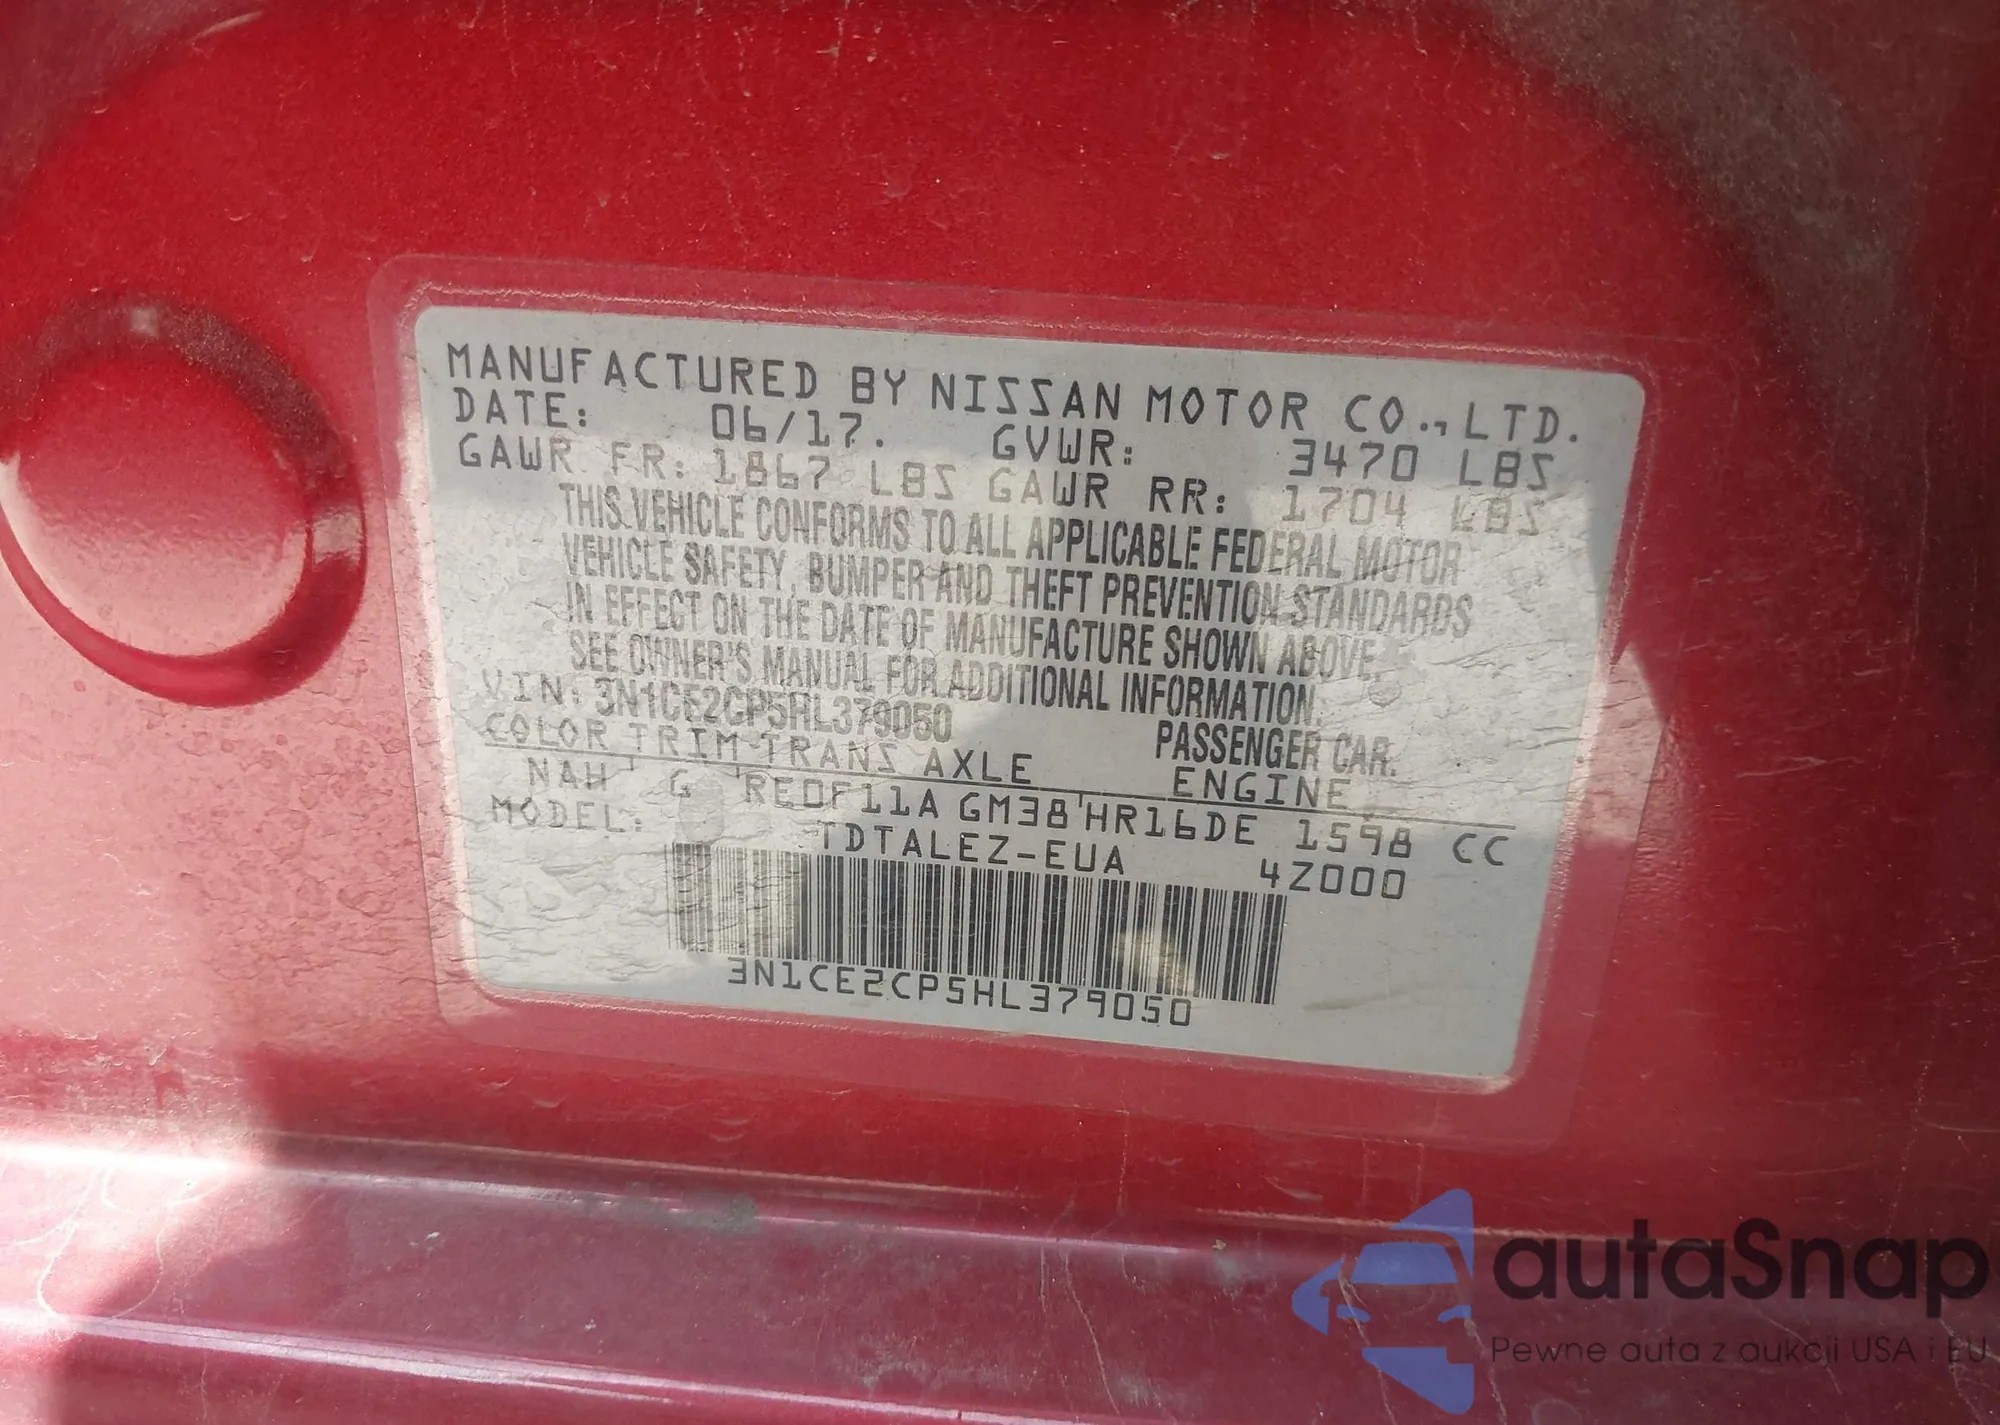 MANUFACTURED BY NISSAN MOTOR CO.,LTD.
DATE: 06/17. GVWR: 3470 LBS
GAWR FR: 1867 LBS GAWR RR: 1704 LBS
THIS VEHICLE CONFORMS TO ALL APPLICABLE FEDERAL MOTOR
VEHICLE SAFETY, BUMPER AND THEFT PREVENTION STANDARDS
IN EFFECT ON THE DATE OF MANUFACTURE SHOWN ABOVE.
SEE OWNER'S MANUAL FOR ADDITIONAL INFORMATION.
VIN: 3N1CE2CP5HL379050 PASSENGER CAR.
COLOR TRIM TRANS AXLE ENGINE
NAH G RE0F11A GM38 HR16DE 1598 CC
MODEL: TDTALEZ-EUA 4Z000
3N1CE2CP5HL379050
autaSnap
Pewne auta z aukcji USA i EU